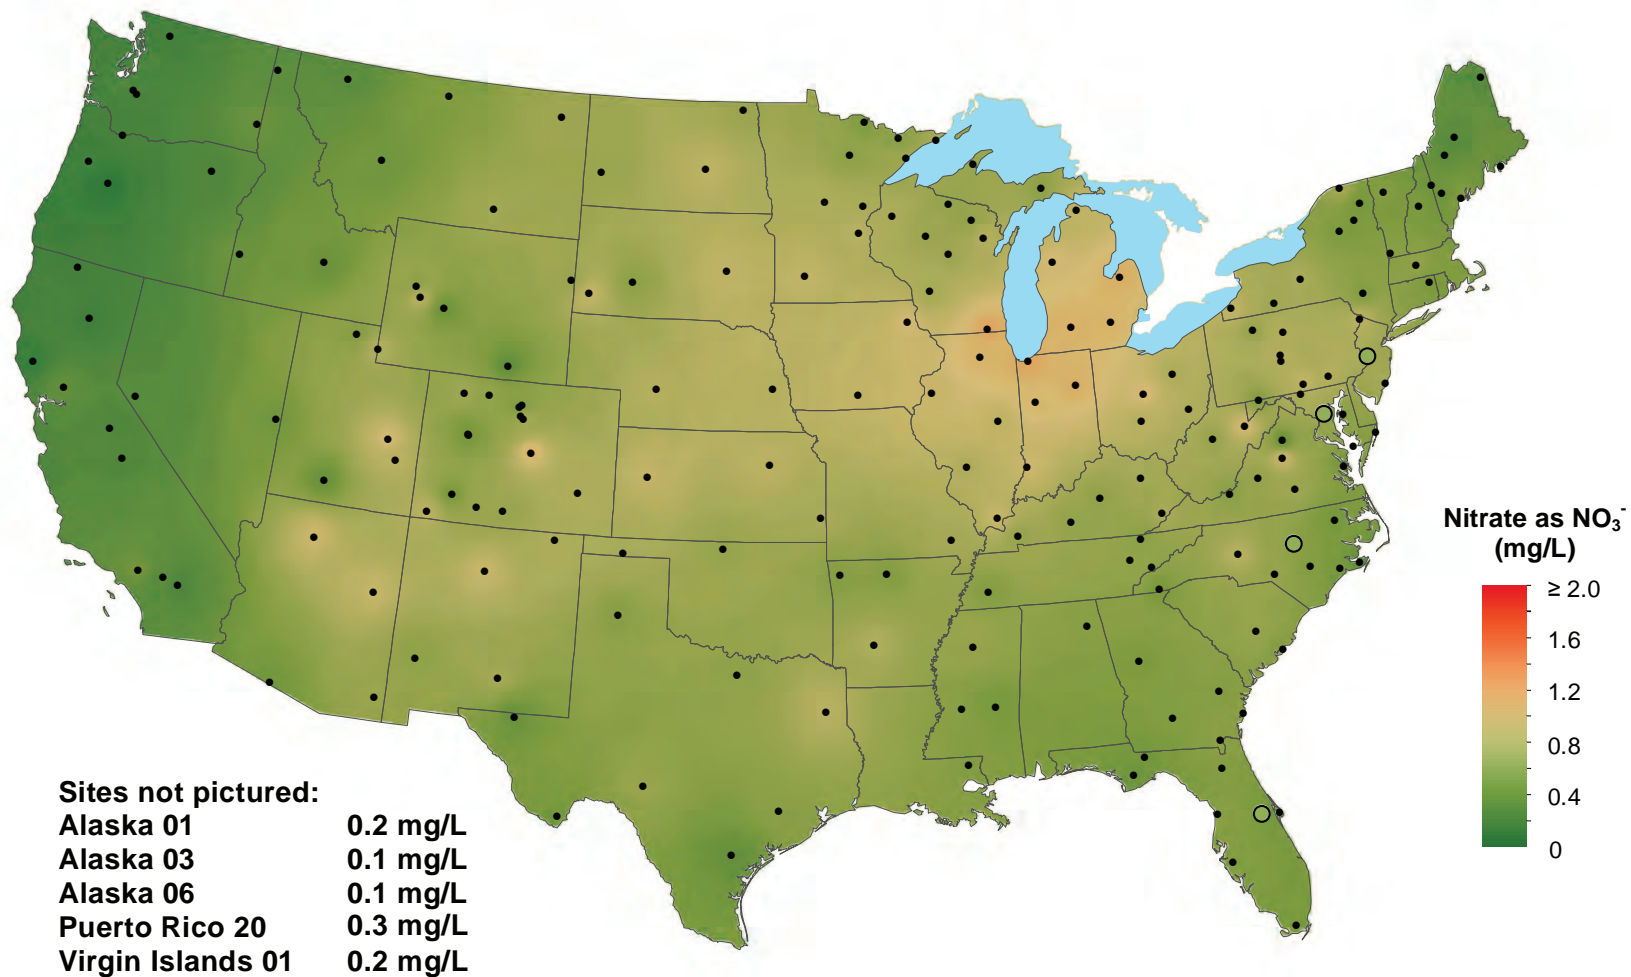 Nitrate as NO₃⁻
(mg/L)
≥ 2.0
1.6
1.2
0.8
0.4
0
Sites not pictured:
Alaska 01 0.2 mg/L
Alaska 03 0.1 mg/L
Alaska 06 0.1 mg/L
Puerto Rico 20 0.3 mg/L
Virgin Islands 01 0.2 mg/L